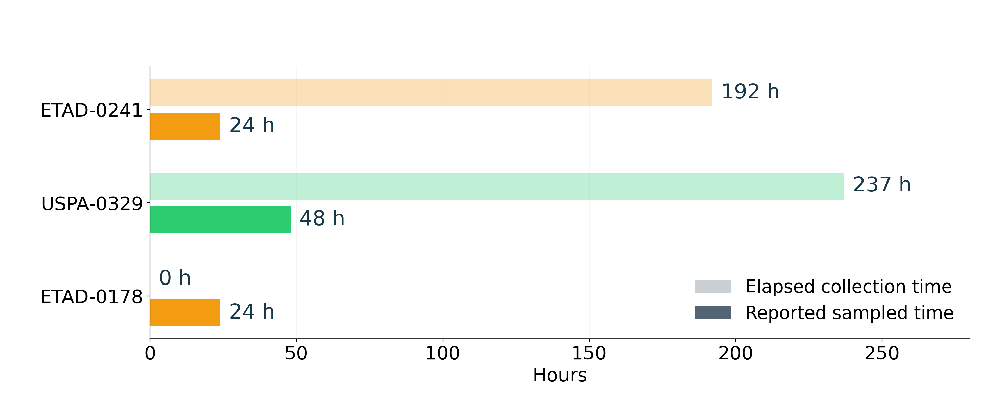 192 h
ETAD-0241
24 h
237 h
USPA-0329
48 h
0 h
ETAD-0178
24 h
Elapsed collection time
Reported sampled time
0 50 100 150 200 250
Hours